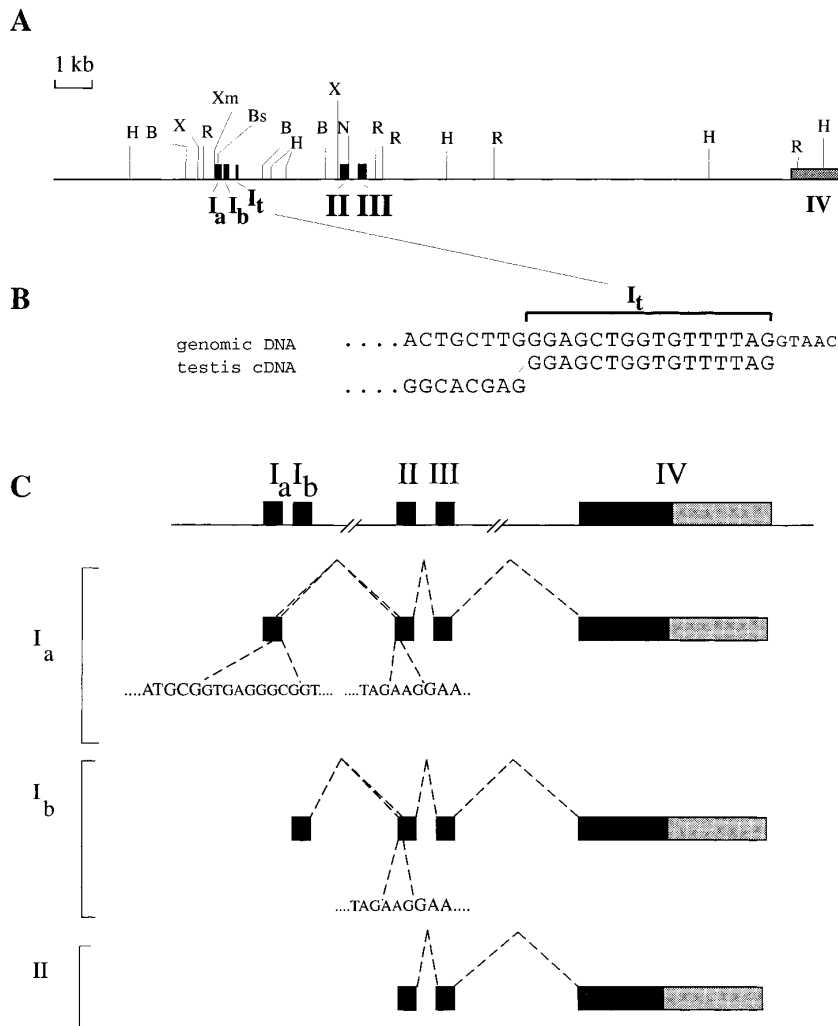 A
1 kb
H B X R Xm Bs B H B X N R R H R H R H
Ia Ib It II III IV
B
It
genomic DNA ....ACTGCTTGGGAGCTGGTGTTTTAGGTAAC
testis cDNA GGAGCTGGTGTTTTAG
....GGCACGAG
C
Ia Ib II III IV
Ia
....ATGCGGTGAGGGCGGT.... ....TAGAAGGAA..
Ib
....TAGAAGGAA....
II